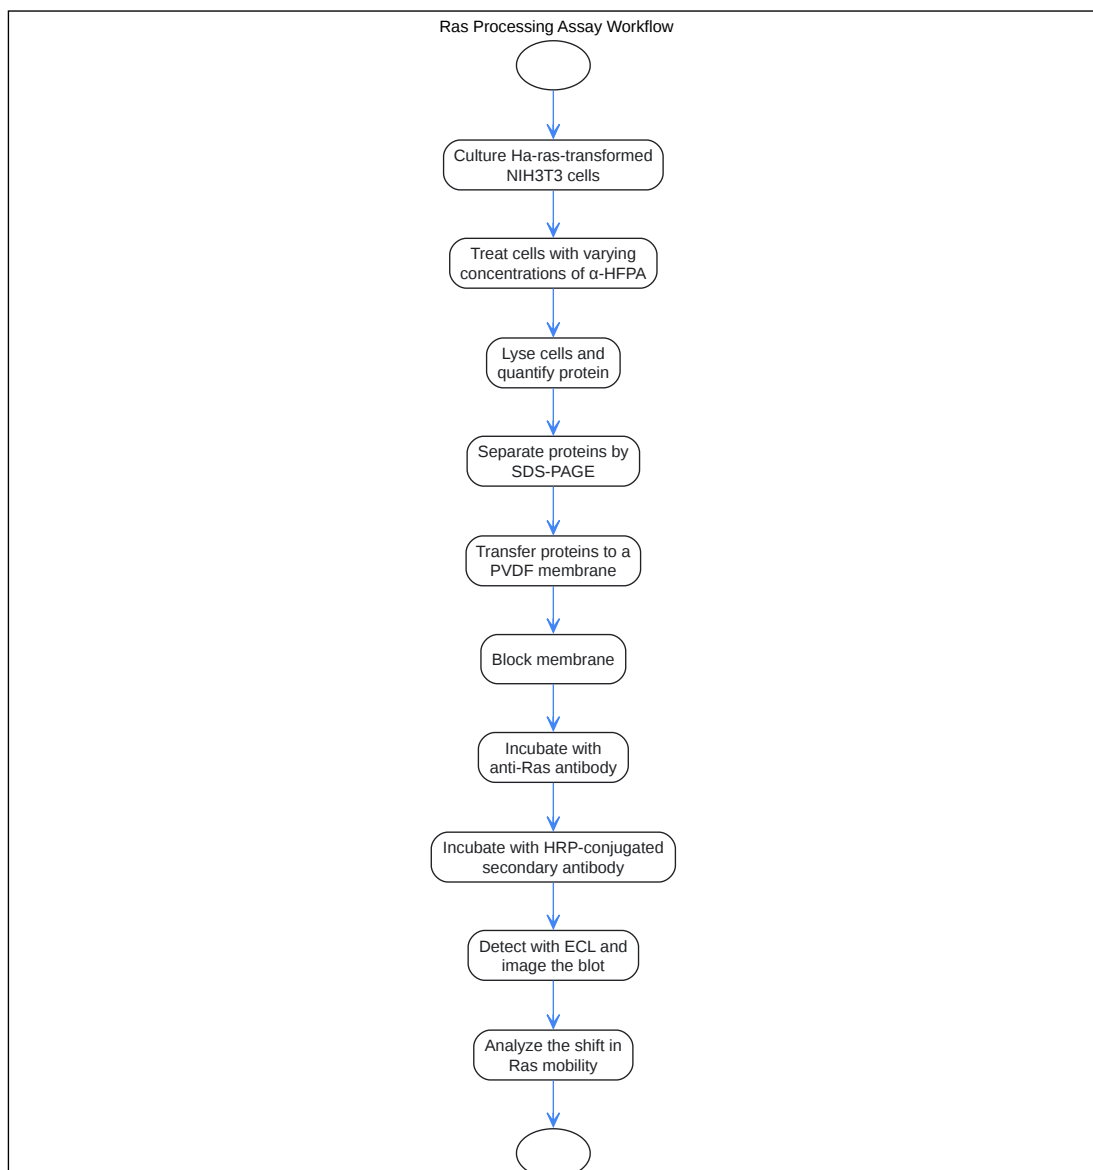 Ras Processing Assay Workflow
Culture Ha-ras-transformed
NIH3T3 cells
Treat cells with varying
concentrations of α-HFPA
Lyse cells and
quantify protein
Separate proteins by
SDS-PAGE
Transfer proteins to a
PVDF membrane
Block membrane
Incubate with
anti-Ras antibody
Incubate with HRP-conjugated
secondary antibody
Detect with ECL and
image the blot
Analyze the shift in
Ras mobility